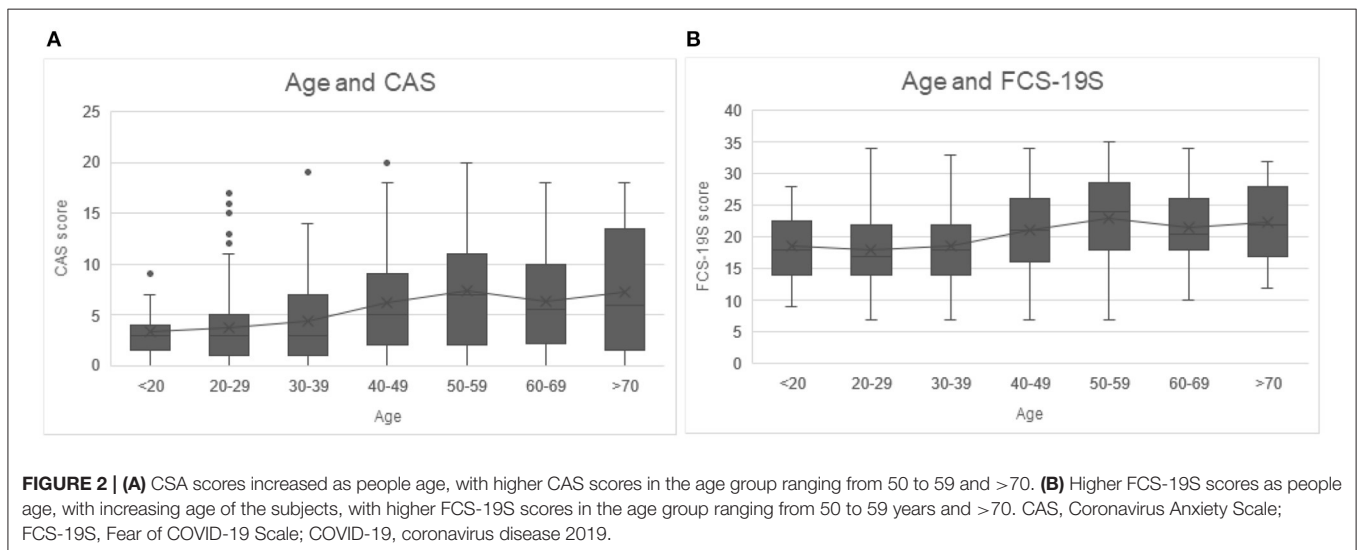 A
Age and CAS
25
20
15
10
5
0
CAS score
<20 20-29 30-39 40-49 50-59 60-69 >70
Age
B
Age and FCS-19S
40
35
30
25
20
15
10
5
0
FCS-19S score
<20 20-29 30-39 40-49 50-59 60-69 >70
Age
FIGURE 2 | (A) CSA scores increased as people age, with higher CAS scores in the age group ranging from 50 to 59 and >70. (B) Higher FCS-19S scores as people
age, with increasing age of the subjects, with higher FCS-19S scores in the age group ranging from 50 to 59 years and >70. CAS, Coronavirus Anxiety Scale;
FCS-19S, Fear of COVID-19 Scale; COVID-19, coronavirus disease 2019.